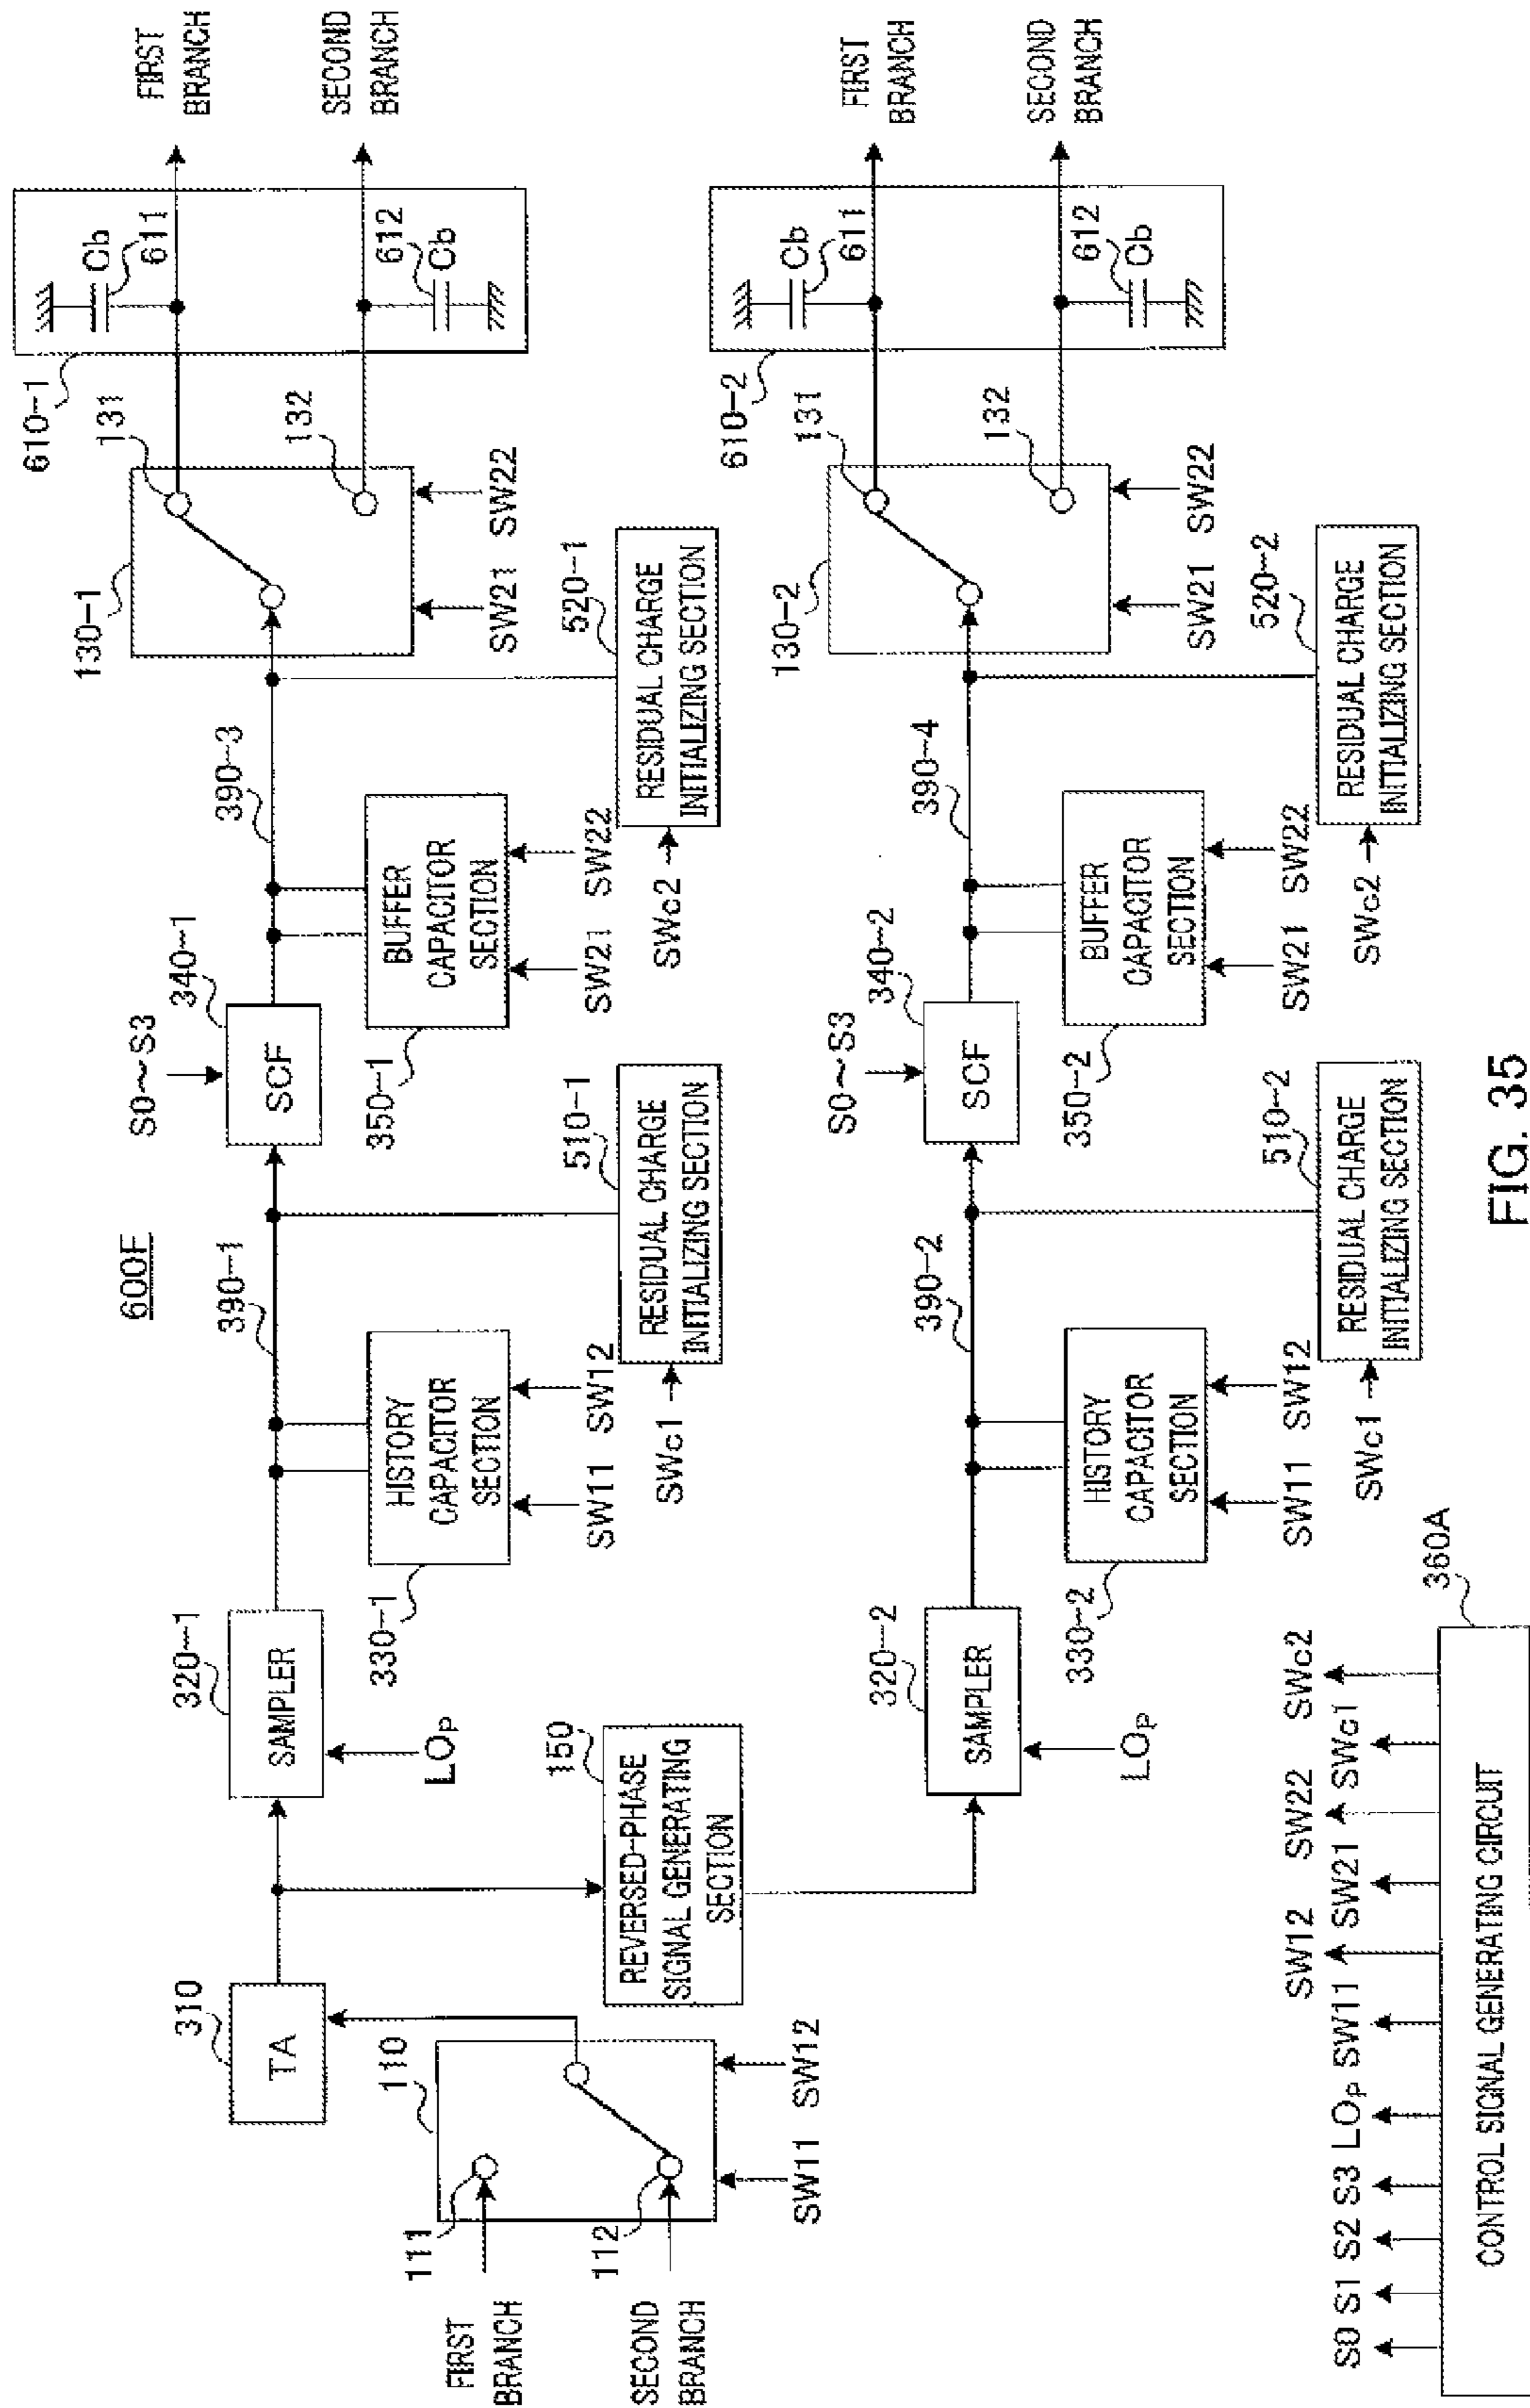 600F
FIRST
BRANCH
SECOND
BRANCH
111
112
110
SW11 SW12
310
TA
150
REVERSED-PHASE
SIGNAL GENERATING
SECTION
320-1
SAMPLER
LOP
390-1
330-1
HISTORY
CAPACITOR
SECTION
SW11 SW12
510-1
RESIDUAL CHARGE
INITIALIZING SECTION
SWc1
S0~S3
340-1
SCF
390-3
350-1
BUFFER
CAPACITOR
SECTION
SW21 SW22
520-1
RESIDUAL CHARGE
INITIALIZING SECTION
SWc2
130-1
131
132
SW21 SW22
610-1
Cb
611
612
Cb
FIRST
BRANCH
SECOND
BRANCH
320-2
SAMPLER
LOP
390-2
330-2
HISTORY
CAPACITOR
SECTION
SW11 SW12
510-2
RESIDUAL CHARGE
INITIALIZING SECTION
SWc1
S0~S3
340-2
SCF
390-4
350-2
BUFFER
CAPACITOR
SECTION
SW21 SW22
520-2
RESIDUAL CHARGE
INITIALIZING SECTION
SWc2
130-2
131
132
SW21 SW22
610-2
Cb
611
612
Cb
FIRST
BRANCH
SECOND
BRANCH
S0 S1 S2 S3 LOP SW11 SW12 SW21 SW22 SWc1 SWc2
360A
CONTROL SIGNAL GENERATING CIRCUIT
FIG. 35